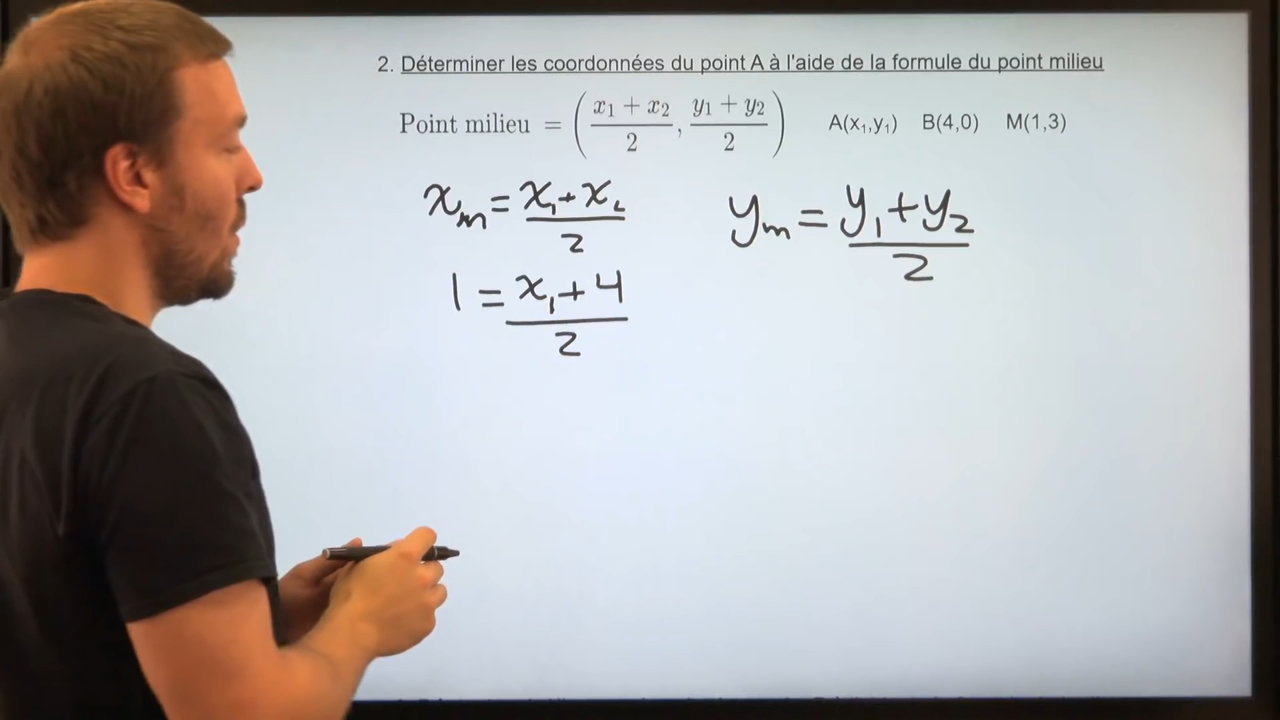 2. Déterminer les coordonnées du point A à l'aide de la formule du point milieu
Point milieu = ( (x₁ + x₂)/2 , (y₁ + y₂)/2 ) A(x₁,y₁) B(4,0) M(1,3)
xₘ = (x₁ + x₂)/2 yₘ = (y₁ + y₂)/2
1 = (x₁ + 4)/2